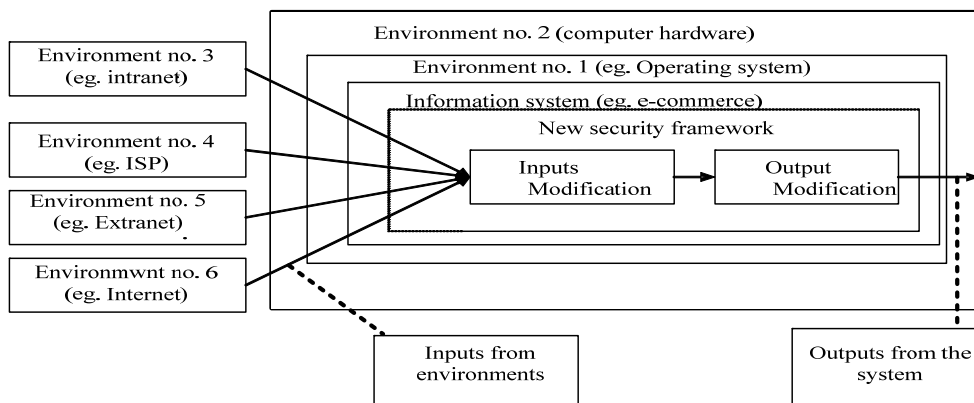 Environment no. 2 (computer hardware)
Environment no. 3
(eg. intranet)
Environment no. 1 (eg. Operating system)
Information system (eg. e-commerce)
New security framework
Environment no. 4
(eg. ISP)
Inputs
Modification
Output
Modification
Environment no. 5
(eg. Extranet)
Environmwnt no. 6
(eg. Internet)
Inputs from
environments
Outputs from the
system